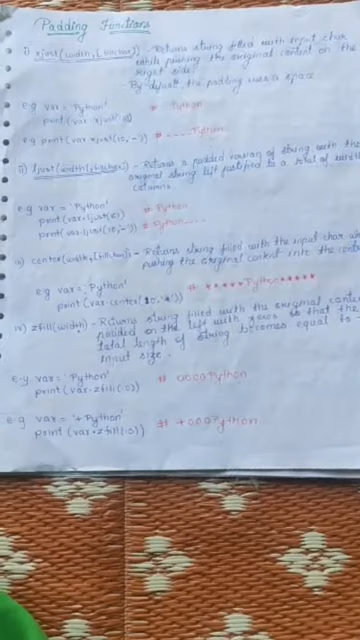 Padding Functions
i) rjust(width,[fillchar]) - Returns string filled with input char
while pushing the original content on the
right side.
By default, the padding uses a space
e.g var = 'Python'
print (var.rjust( # Python
e.g print (var.rjust(10, '-')) # ----Python
ii) ljust(width,[fillchar]) - Returns a padded version of string with the
original string left justified to a total of width
columns
e.g var = 'Python'
print(var.ljust(8)) # Python
print (var.ljust(10,'-')) # Python----
center(width,[fillchar]) - Returns string filled with the input char
pushing the original content into the
e.g var = 'Python'
print (var.center(10,'*')) # *****Python*****
iv) zfill(width) - Returns string filled with the original
padded on the left with zeros so that the
total length of string becomes equal to
input size.
e.g var = 'Python'
print(var.zfill(10)) # 0000Python
e.g var = '+Python'
print (var.zfill(10)) # +000Python